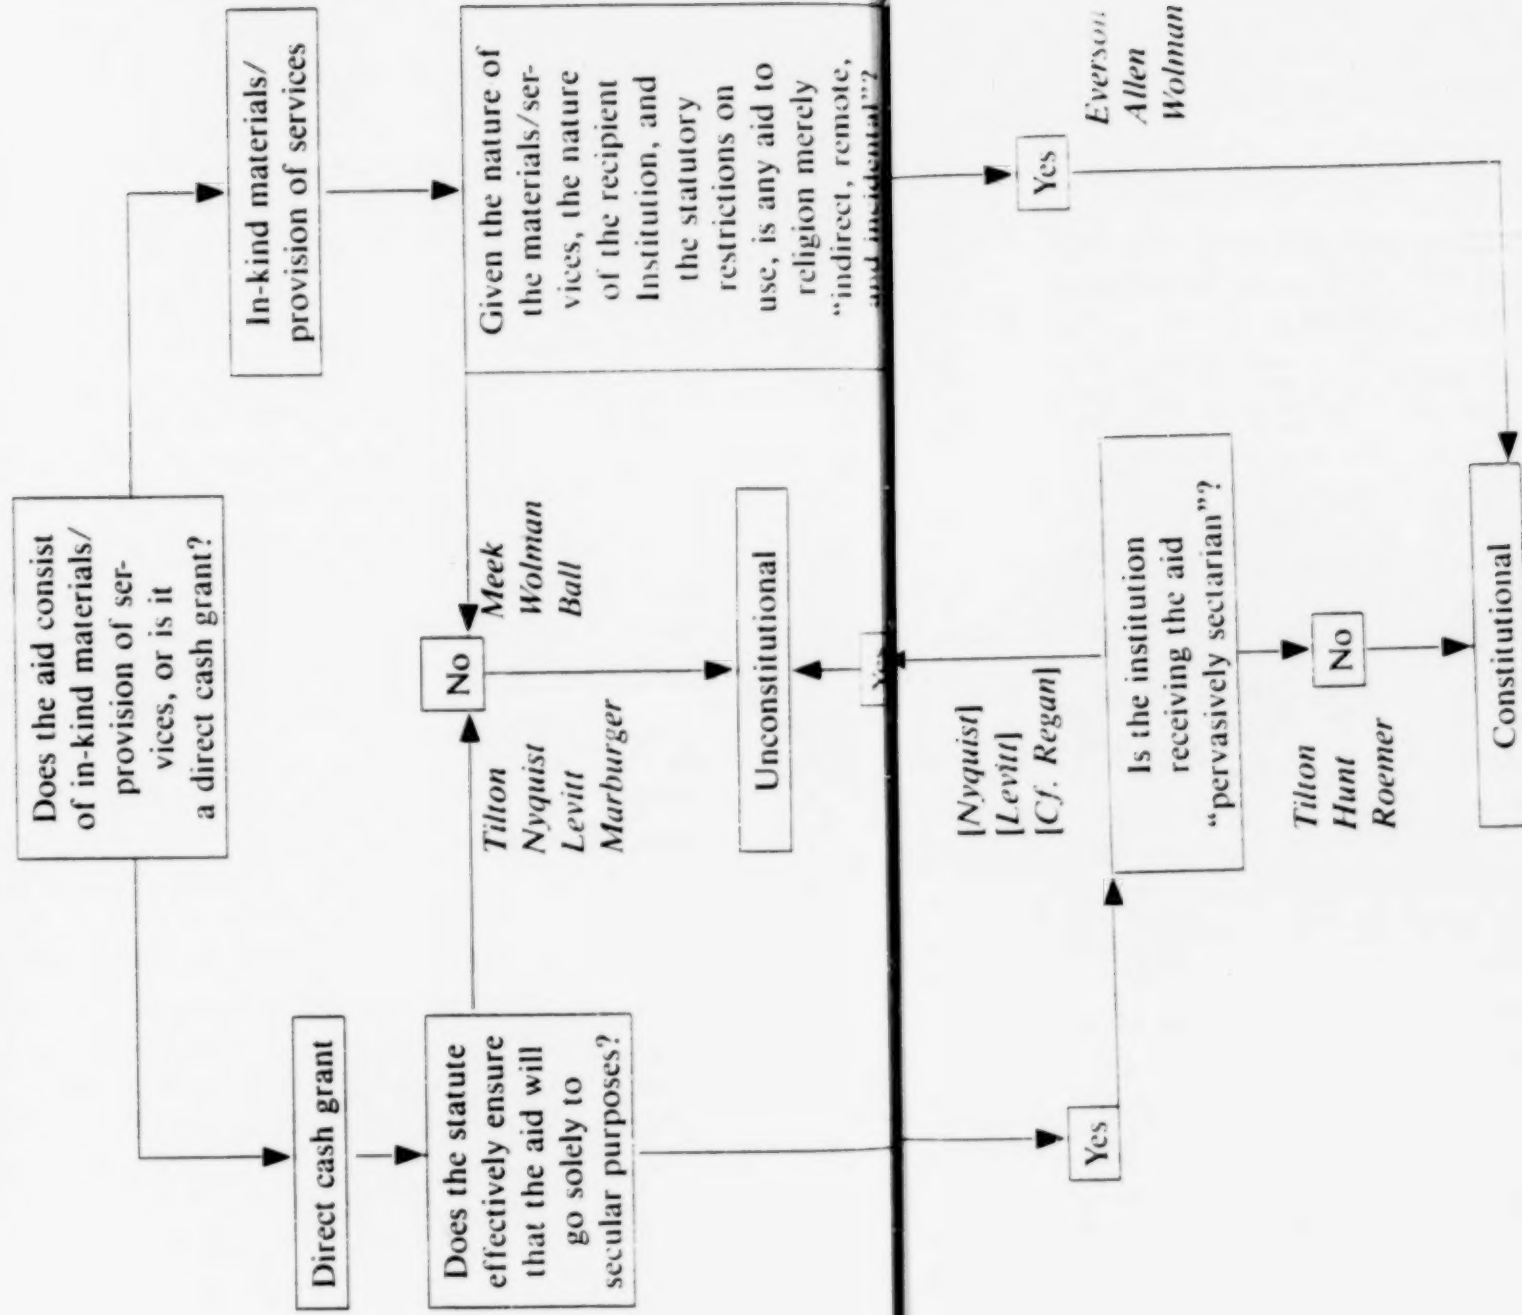 Does the aid consist
of in-kind materials/
provision of ser-
vices, or is it
a direct cash grant?
Direct cash grant
In-kind materials/
provision of services
Does the statute
effectively ensure
that the aid will
go solely to
secular purposes?
No
Tilton
Nyquist
Levitt
Marburger
Meek
Wolman
Ball
Given the nature of
the materials/ser-
vices, the nature
of the recipient
Institution, and
the statutory
restrictions on
use, is any aid to
religion merely
“indirect, remote,
and incidental”?
Unconstitutional
Yes
[Nyquist]
[Levitt]
[Cf. Regan]
Yes
Everson
Allen
Wolman
Yes
Is the institution
receiving the aid
“pervasively sectarian”?
Tilton
Hunt
Roemer
No
Constitutional